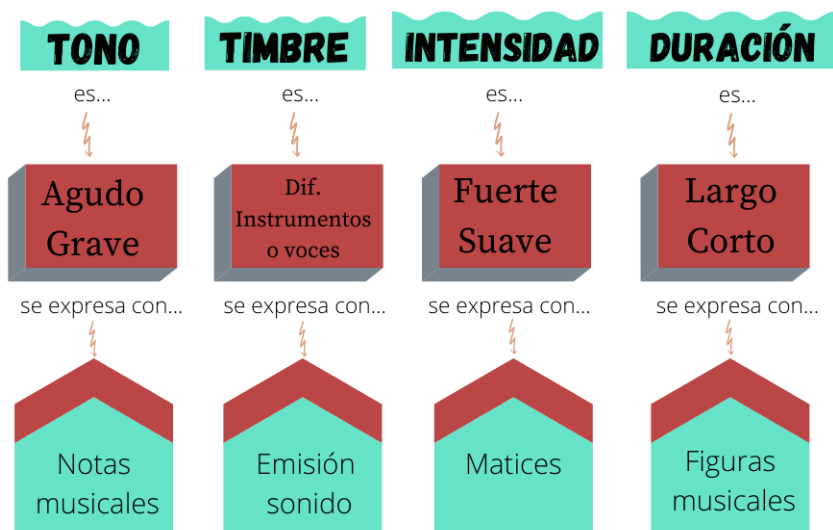 TONO
TIMBRE
INTENSIDAD
DURACIÓN
es...
es...
es...
es...
Agudo
Grave
Dif.
Instrumentos
o voces
Fuerte
Suave
Largo
Corto
se expresa con...
se expresa con...
se expresa con...
se expresa con...
Notas
musicales
Emisión
sonido
Matices
Figuras
musicales